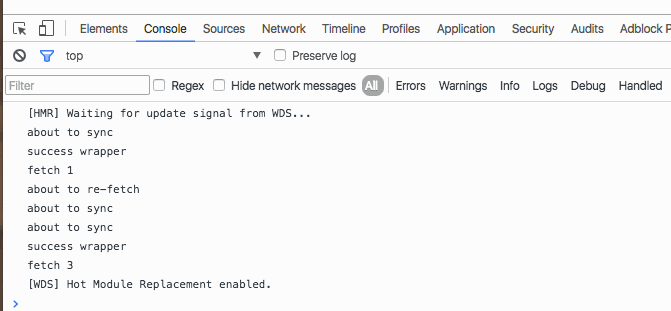 Elements Console Sources Network Timeline Profiles Application Security Audits Adblock P
top ▼ Preserve log
Filter Regex Hide network messages All Errors Warnings Info Logs Debug Handled
[HMR] Waiting for update signal from WDS...
about to sync
success wrapper
fetch 1
about to re-fetch
about to sync
about to sync
success wrapper
fetch 3
[WDS] Hot Module Replacement enabled.
>